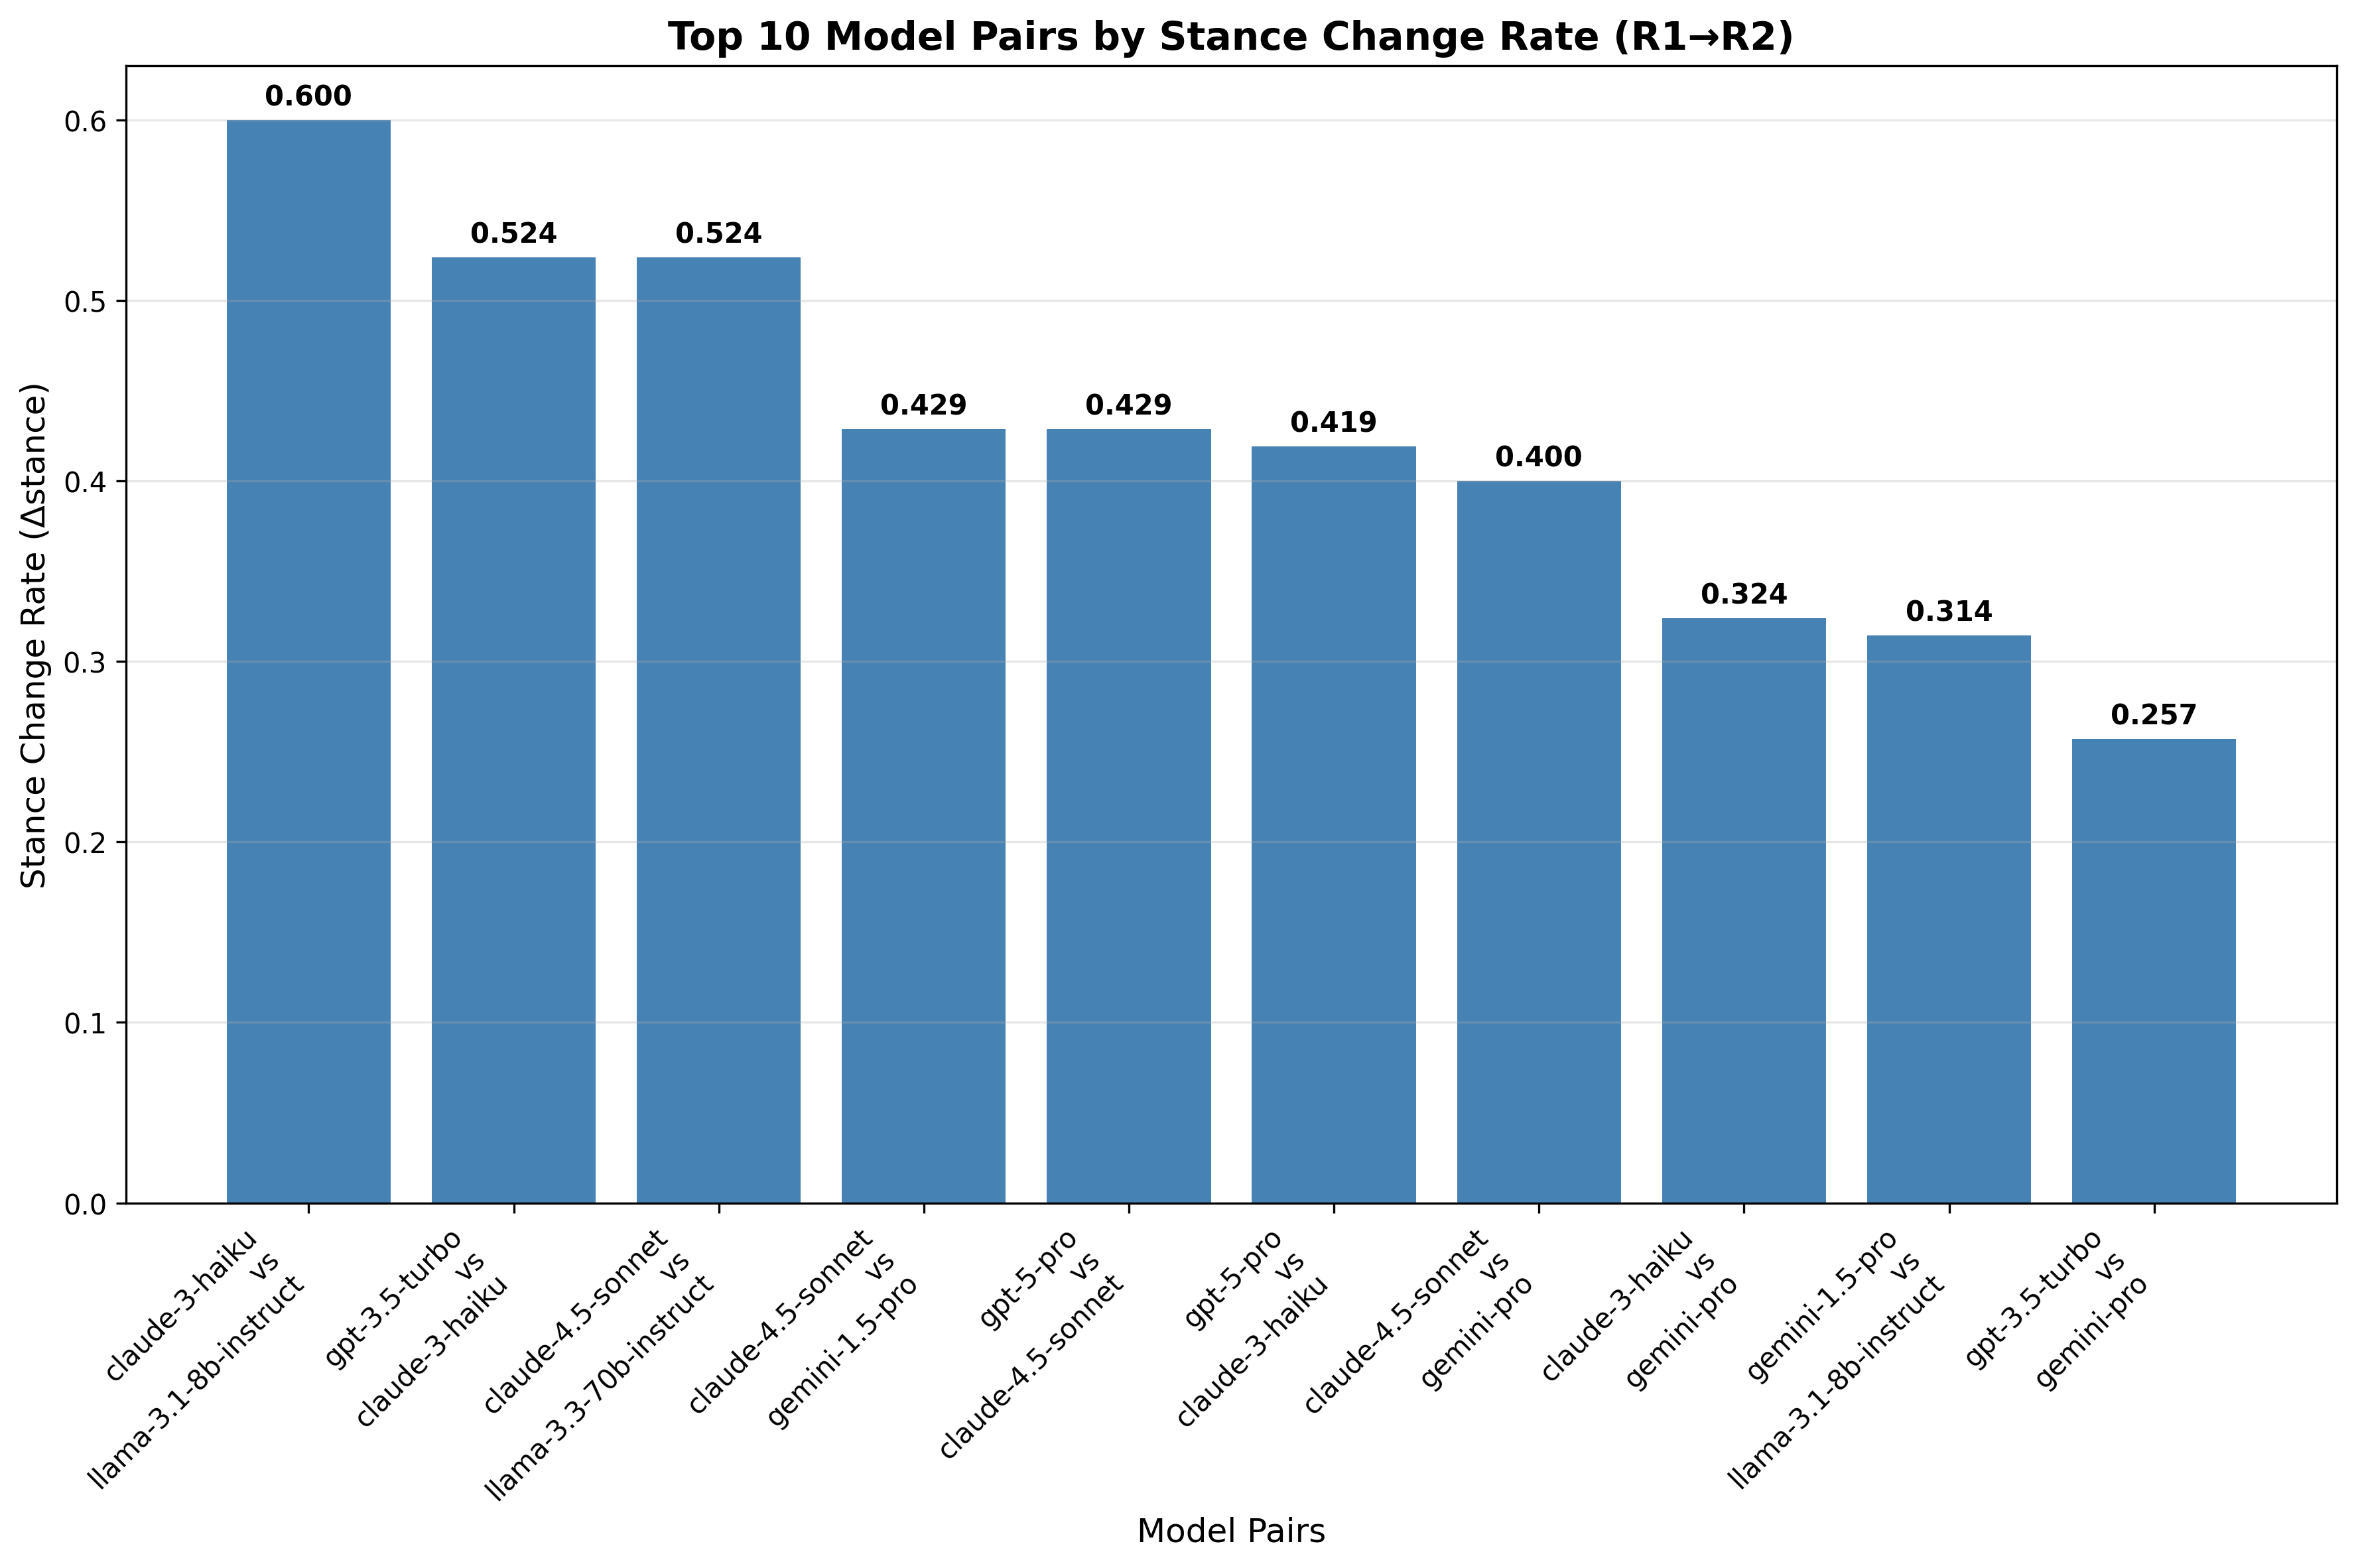 Top 10 Model Pairs by Stance Change Rate (R1→R2)
Stance Change Rate (Δstance)
0.6
0.5
0.4
0.3
0.2
0.1
0.0
0.600
0.524
0.524
0.429
0.429
0.419
0.400
0.324
0.314
0.257
claude-3-haiku
vs
llama-3.1-8b-instruct
gpt-3.5-turbo
vs
claude-3-haiku
claude-4.5-sonnet
vs
llama-3.3-70b-instruct
claude-4.5-sonnet
vs
gemini-1.5-pro
gpt-5-pro
vs
claude-4.5-sonnet
gpt-5-pro
vs
claude-3-haiku
claude-4.5-sonnet
vs
gemini-pro
claude-3-haiku
vs
gemini-pro
gemini-1.5-pro
vs
llama-3.1-8b-instruct
gpt-3.5-turbo
vs
gemini-pro
Model Pairs